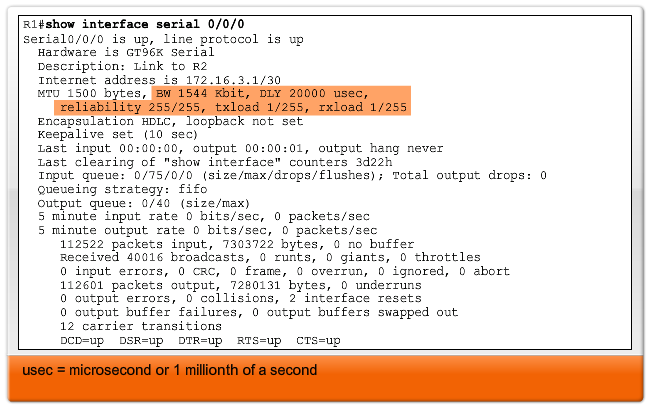 R1#show interface serial 0/0/0
Serial0/0/0 is up, line protocol is up
Hardware is GT96K Serial
Description: Link to R2
Internet address is 172.16.3.1/30
MTU 1500 bytes, BW 1544 Kbit, DLY 20000 usec,
reliability 255/255, txload 1/255, rxload 1/255
Encapsulation HDLC, loopback not set
Keepalive set (10 sec)
Last input 00:00:00, output 00:00:01, output hang never
Last clearing of "show interface" counters 3d22h
Input queue: 0/75/0/0 (size/max/drops/flushes); Total output drops: 0
Queueing strategy: fifo
Output queue: 0/40 (size/max)
5 minute input rate 0 bits/sec, 0 packets/sec
5 minute output rate 0 bits/sec, 0 packets/sec
112522 packets input, 7303722 bytes, 0 no buffer
Received 40016 broadcasts, 0 runts, 0 giants, 0 throttles
0 input errors, 0 CRC, 0 frame, 0 overrun, 0 ignored, 0 abort
112601 packets output, 7280131 bytes, 0 underruns
0 output errors, 0 collisions, 2 interface resets
0 output buffer failures, 0 output buffers swapped out
12 carrier transitions
DCD=up DSR=up DTR=up RTS=up CTS=up
usec = microsecond or 1 millionth of a second